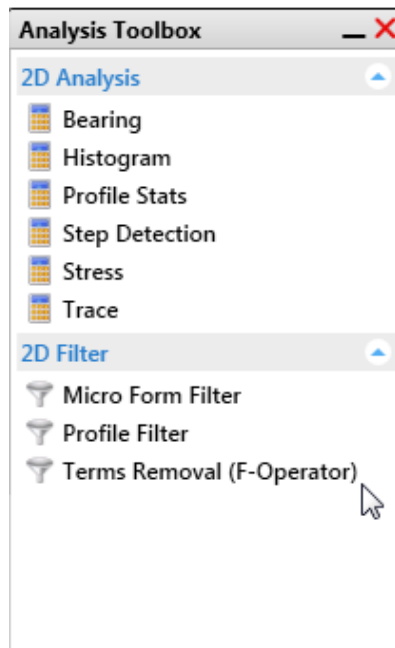 Analysis Toolbox
2D Analysis
Bearing
Histogram
Profile Stats
Step Detection
Stress
Trace
2D Filter
Micro Form Filter
Profile Filter
Terms Removal (F-Operator)